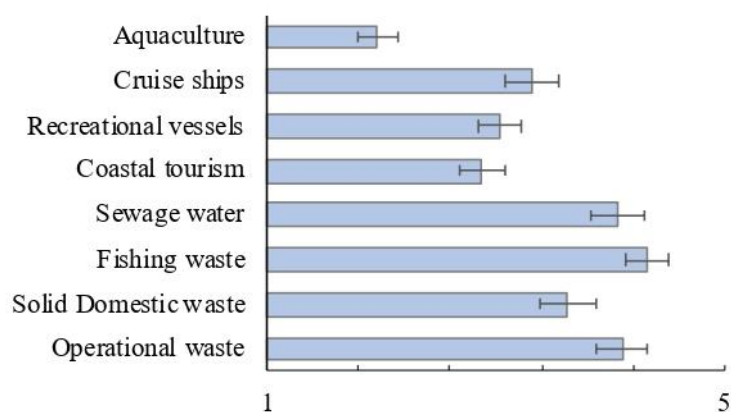 Aquaculture
Cruise ships
Recreational vessels
Coastal tourism
Sewage water
Fishing waste
Solid Domestic waste
Operational waste
1 5